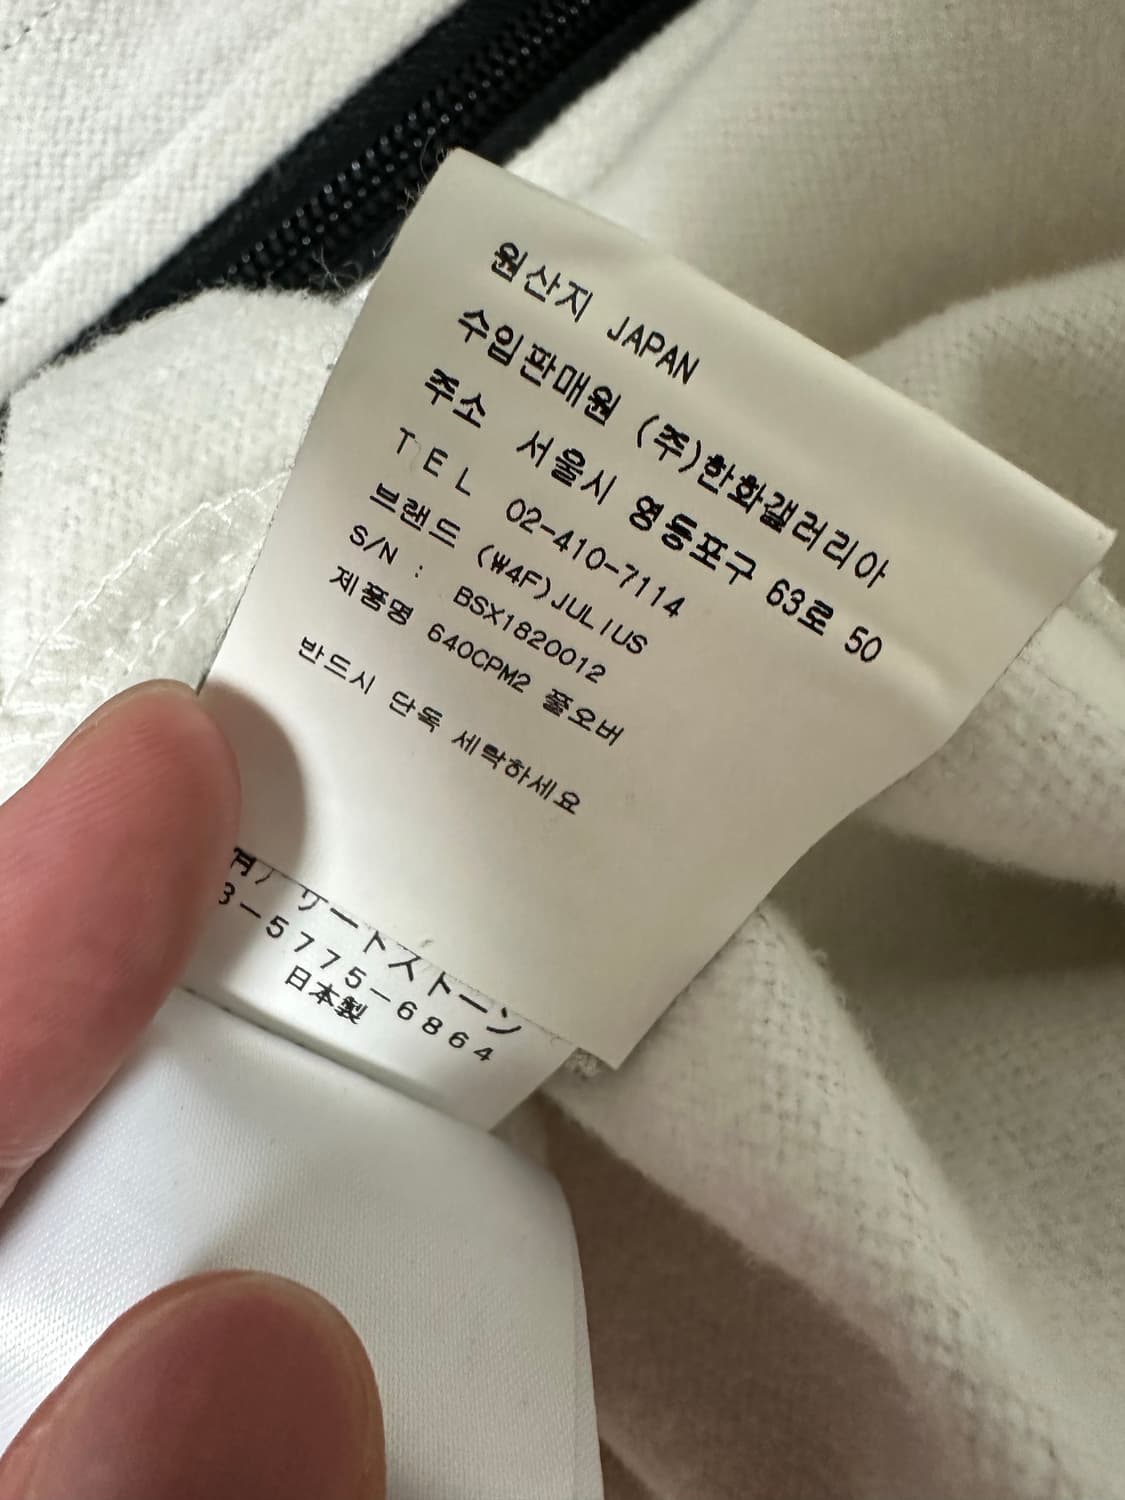 원산지 JAPAN
수입판매원 (주)한화갤러리아
주소 서울시 영등포구 63로 50
TEL 02-410-7114
브랜드 (₩4F)JULIUS
S/N : BSX1820012
제품명 640CPM2 풀오버
반드시 단독 세탁하세요
リートストーン
3-5775-6864
日本製